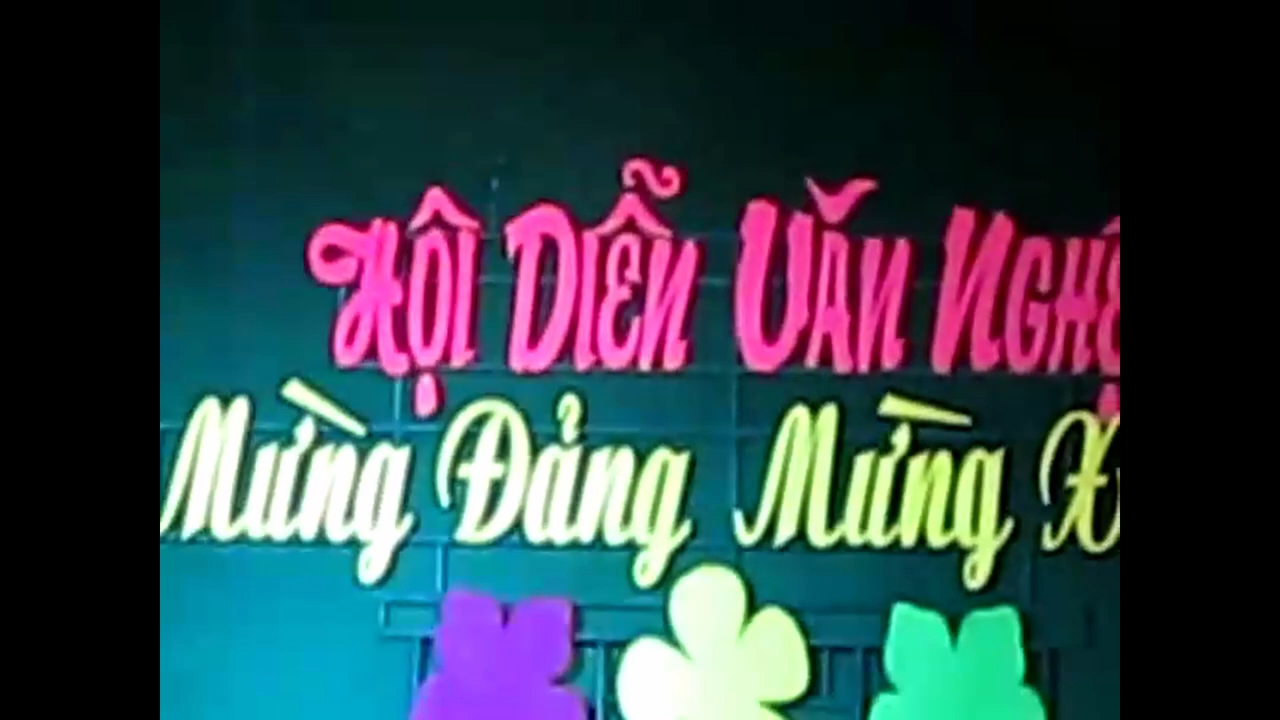 Hội Diễn Văn Nghệ
Mừng Đảng Mừng